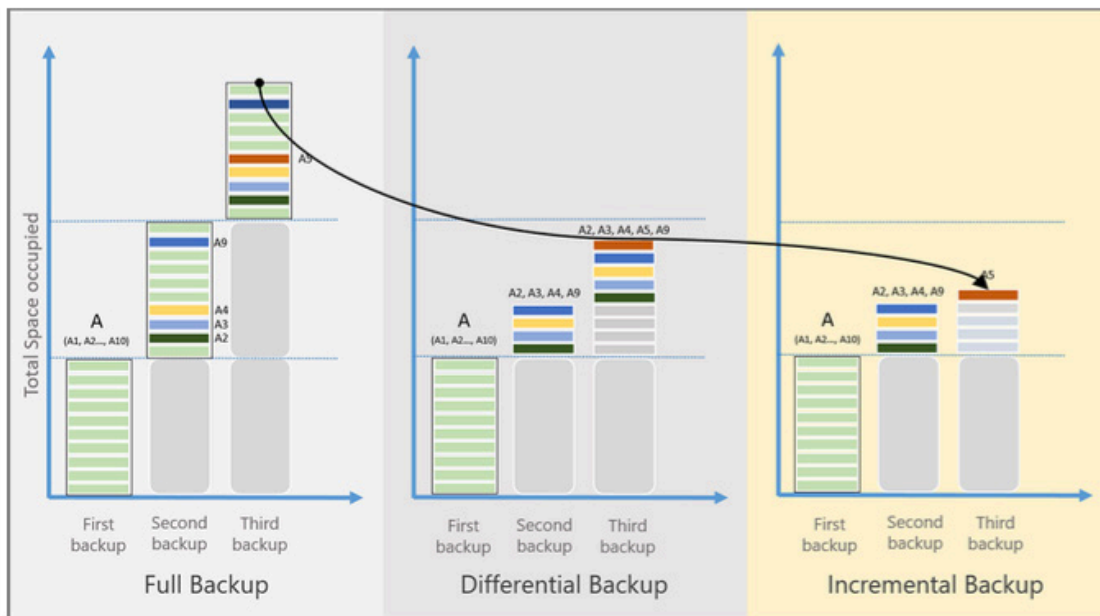 Total Space occupied
A
(A1, A2..., A10)
A9
A4
A3
A2
A5
First
backup
Second
backup
Third
backup
Full Backup
A
(A1, A2..., A10)
A2, A3, A4, A9
A2, A3, A4, A5, A9
First
backup
Second
backup
Third
backup
Differential Backup
A
(A1, A2..., A10)
A2, A3, A4, A9
A5
First
backup
Second
backup
Third
backup
Incremental Backup